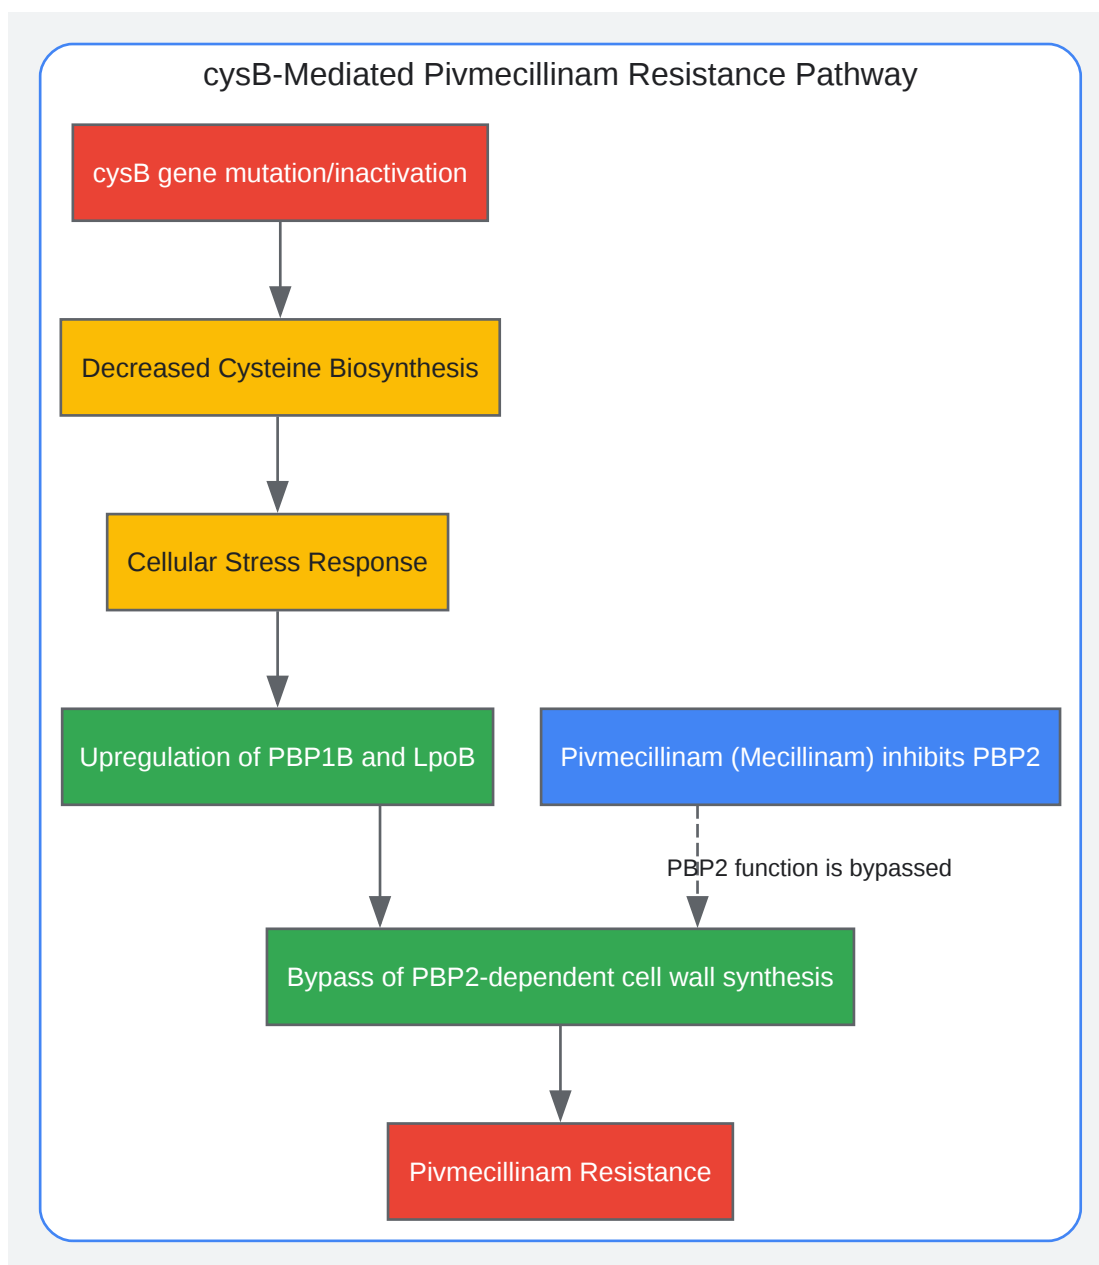 cysB-Mediated Pivmecillinam Resistance Pathway
cysB gene mutation/inactivation
Decreased Cysteine Biosynthesis
Cellular Stress Response
Upregulation of PBP1B and LpoB
Pivmecillinam (Mecillinam) inhibits PBP2
PBP2 function is bypassed
Bypass of PBP2-dependent cell wall synthesis
Pivmecillinam Resistance